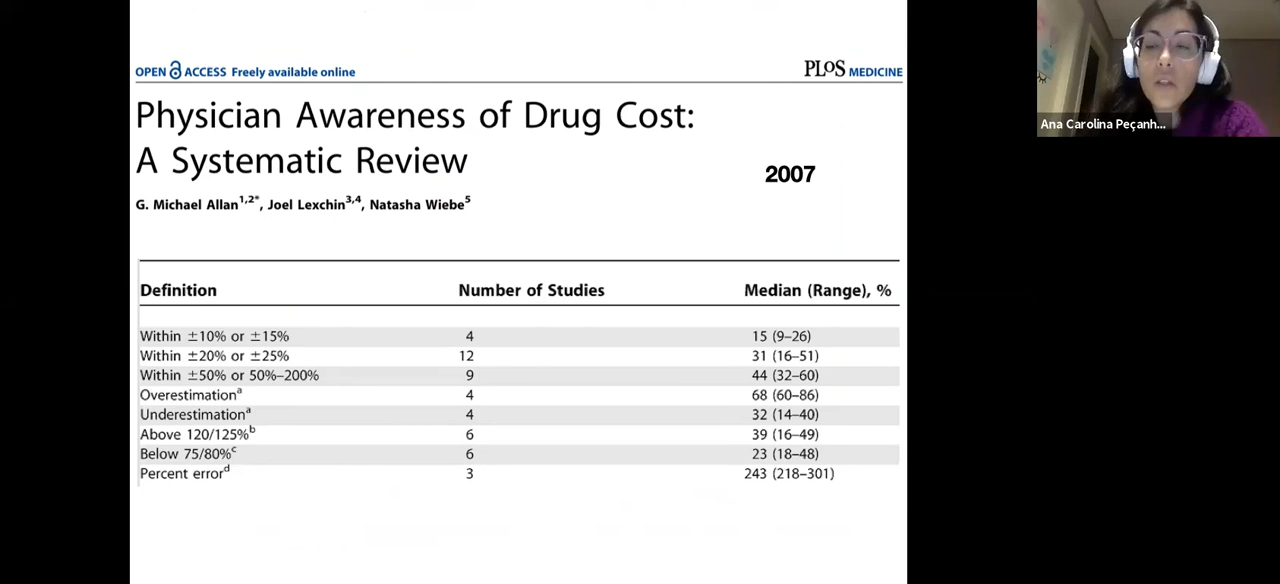 OPEN ACCESS Freely available online
PLoS MEDICINE
Physician Awareness of Drug Cost:
A Systematic Review
2007
G. Michael Allan1,2*, Joel Lexchin3,4, Natasha Wiebe5
Definition Number of Studies Median (Range), %
Within ±10% or ±15% 4 15 (9–26)
Within ±20% or ±25% 12 31 (16–51)
Within ±50% or 50%–200% 9 44 (32–60)
Overestimationa 4 68 (60–86)
Underestimationa 4 32 (14–40)
Above 120/125%b 6 39 (16–49)
Below 75/80%c 6 23 (18–48)
Percent errord 3 243 (218–301)
Ana Carolina Peçanh...